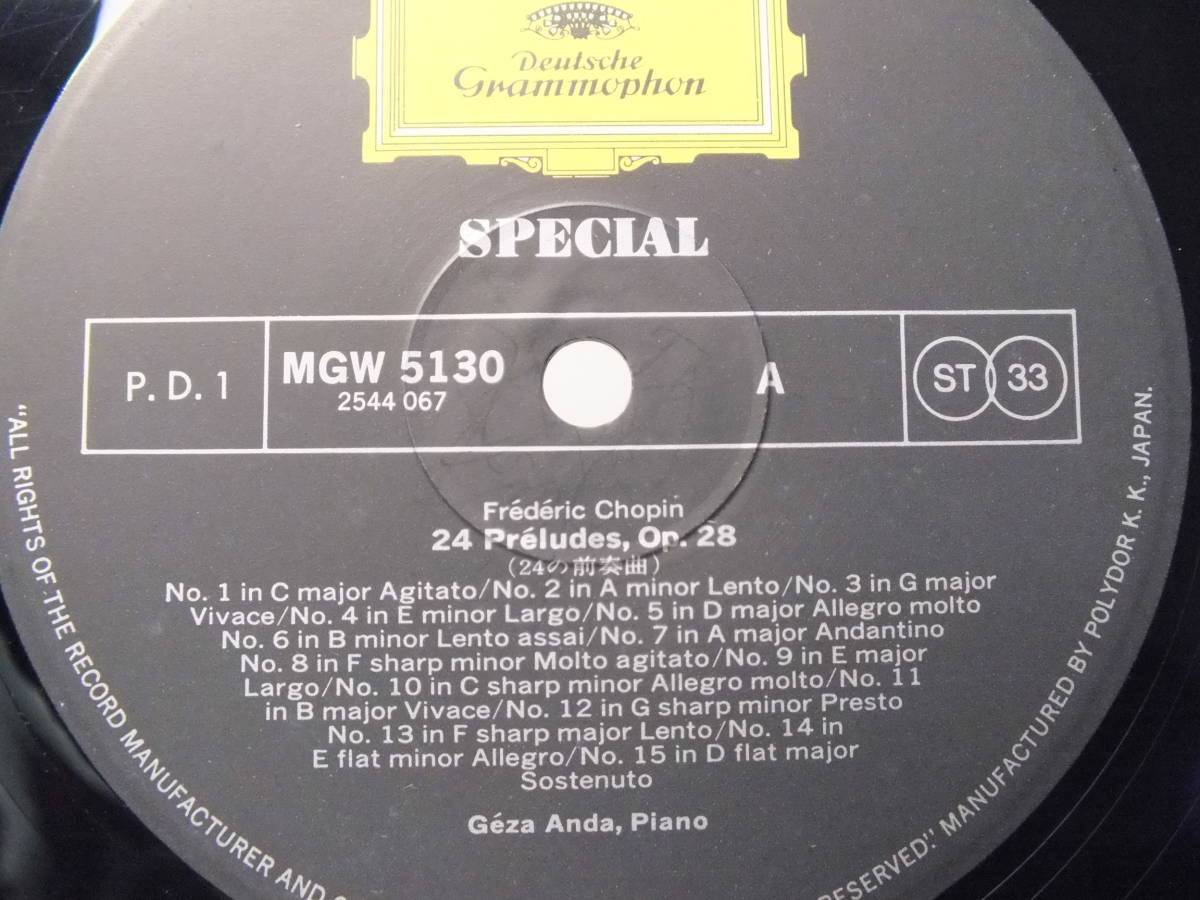 Deutsche
Grammophon
SPECIAL
P. D. 1
MGW 5130
2544 067
A
ST 33
Frédéric Chopin
24 Préludes, Op. 28
(24の前奏曲)
No. 1 in C major Agitato/No. 2 in A minor Lento/No. 3 in G major
Vivace/No. 4 in E minor Largo/No. 5 in D major Allegro molto
No. 6 in B minor Lento assai/No. 7 in A major Andantino
No. 8 in F sharp minor Molto agitato/No. 9 in E major
Largo/No. 10 in C sharp minor Allegro molto/No. 11
in B major Vivace/No. 12 in G sharp minor Presto
No. 13 in F sharp major Lento/No. 14 in
E flat minor Allegro/No. 15 in D flat major
Sostenuto
Géza Anda, Piano
"ALL RIGHTS OF THE RECORD MANUFACTURER AND
RESERVED." MANUFACTURED BY POLYDOR K. K., JAPAN.